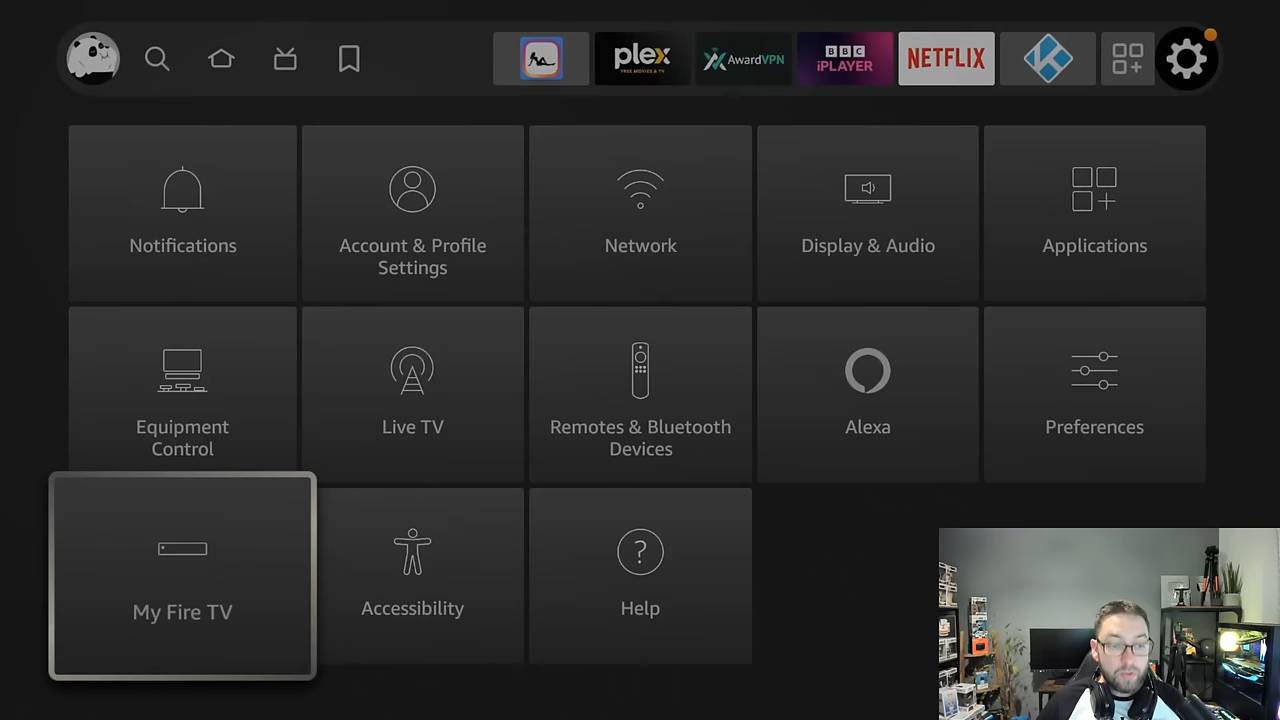 plex
FREE MOVIES & TV
AwardVPN
BBC
iPLAYER
NETFLIX
Notifications
Account & Profile
Settings
Network
Display & Audio
Applications
Equipment
Control
Live TV
Remotes & Bluetooth
Devices
Alexa
Preferences
My Fire TV
Accessibility
?
Help